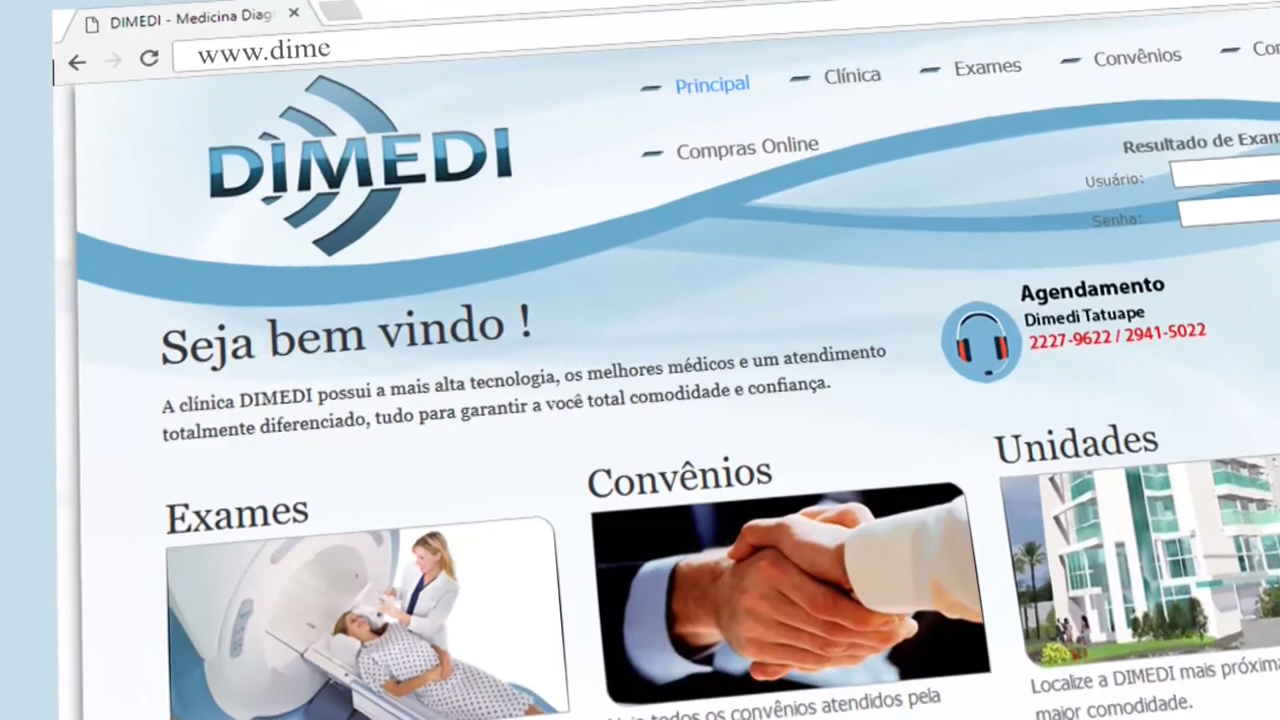 DIMEDI - Medicina Diag
www.dime
DIMEDI
Principal
Clínica
Exames
Convênios
Compras Online
Resultado de Exam
Usuário:
Senha:
Agendamento
Dimedi Tatuape
2227-9622 / 2941-5022
Seja bem vindo !
A clínica DIMEDI possui a mais alta tecnologia, os melhores médicos e um atendimento
totalmente diferenciado, tudo para garantir a você total comodidade e confiança.
Exames
Convênios
Unidades
todos os convênios atendidos pela
Localize a DIMEDI mais próxima
maior comodidade.